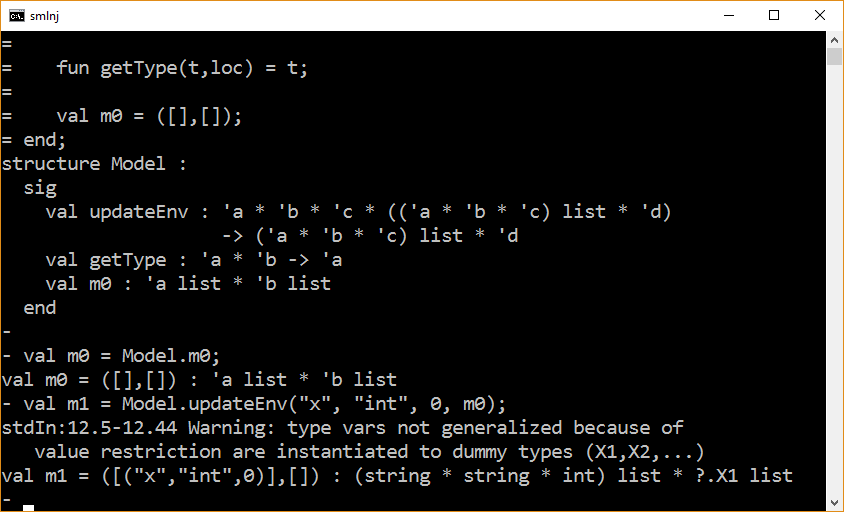 smlnj
=
=    fun getType(t,loc) = t;
=
=    val m0 = ([],[]);
= end;
structure Model :
  sig
    val updateEnv : 'a * 'b * 'c * (('a * 'b * 'c) list * 'd)
                    -> ('a * 'b * 'c) list * 'd
    val getType : 'a * 'b -> 'a
    val m0 : 'a list * 'b list
  end
-
- val m0 = Model.m0;
val m0 = ([],[]) : 'a list * 'b list
- val m1 = Model.updateEnv("x", "int", 0, m0);
stdIn:12.5-12.44 Warning: type vars not generalized because of
   value restriction are instantiated to dummy types (X1,X2,...)
val m1 = ([("x","int",0)],[]) : (string * string * int) list * ?.X1 list
-